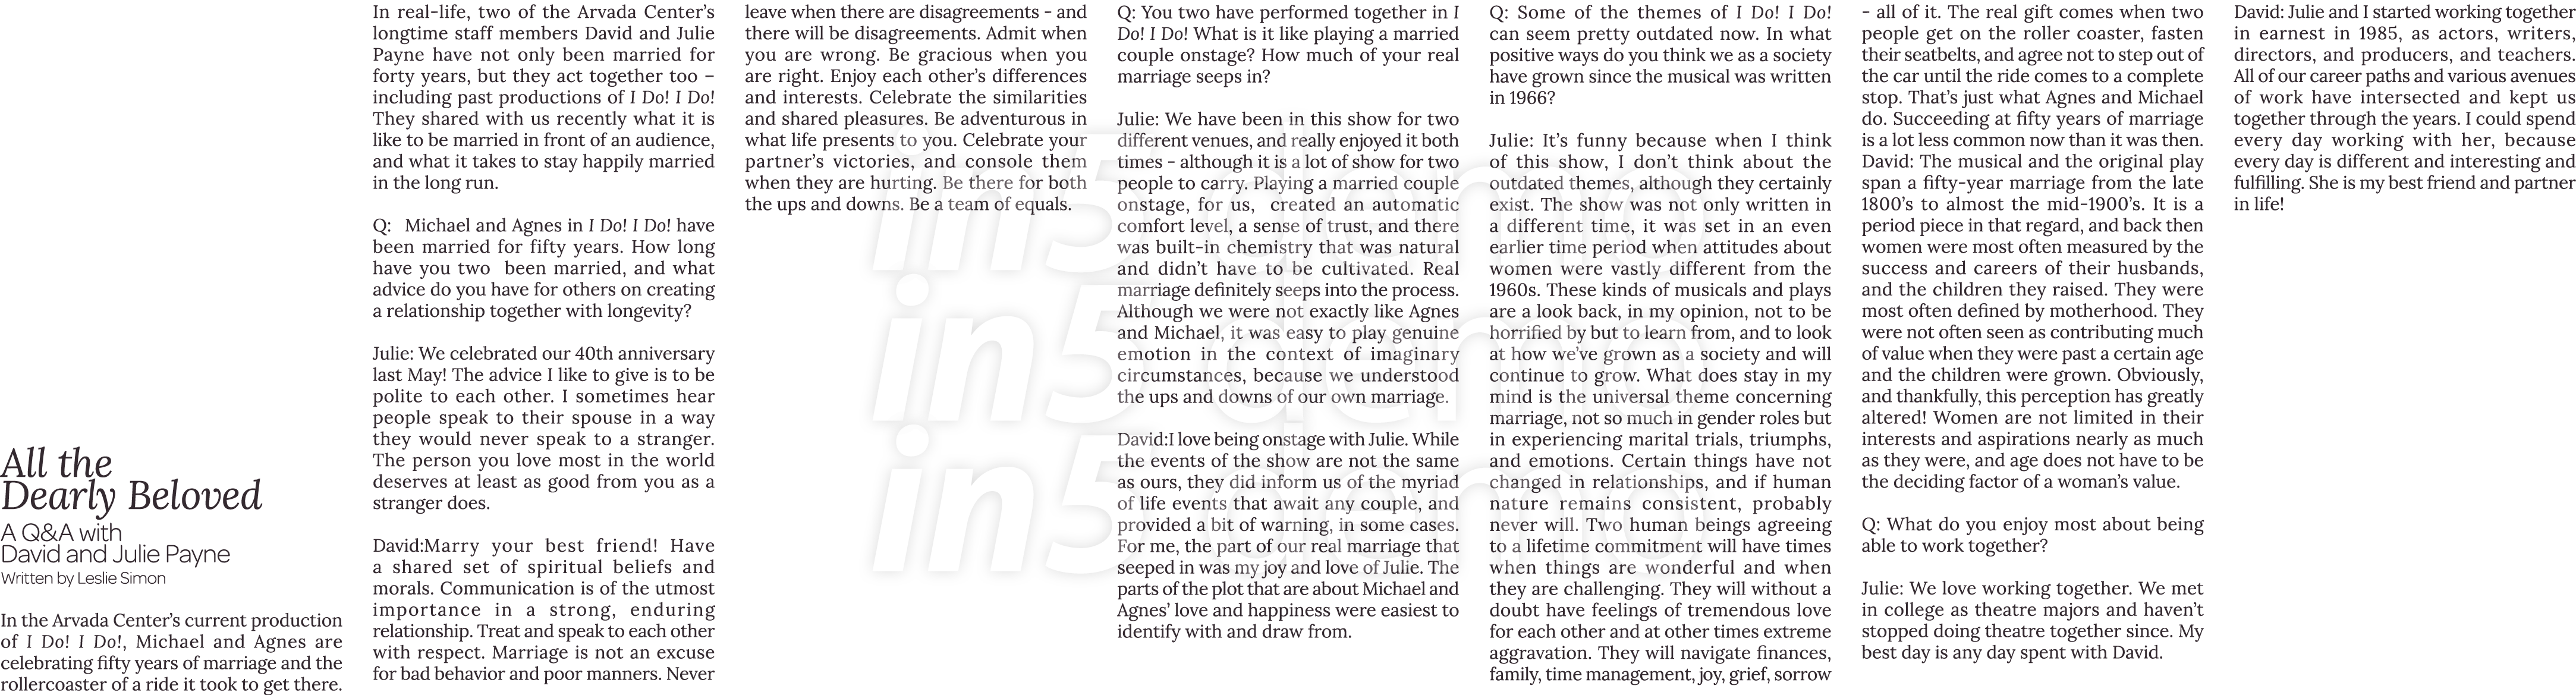 All the
Dearly Beloved
A Q&A with
David and Julie Payne
Written by Leslie Simon
In the Arvada Center's current production
of I Do! I Do!, Michael and Agnes are
celebrating fifty years of marriage and the
rollercoaster of a ride it took to get there.
In real-life, two of the Arvada Center's
longtime staff members David and Julie
Payne have not only been married for
forty years, but they act together too –
including past productions of I Do! I Do!
They shared with us recently what it is
like to be married in front of an audience,
and what it takes to stay happily married
in the long run.
Q:  Michael and Agnes in I Do! I Do! have
been married for fifty years. How long
have you two  been married, and what
advice do you have for others on creating
a relationship together with longevity?
Julie: We celebrated our 40th anniversary
last May! The advice I like to give is to be
polite to each other. I sometimes hear
people speak to their spouse in a way
they would never speak to a stranger.
The person you love most in the world
deserves at least as good from you as a
stranger does.
David:Marry your best friend! Have
a shared set of spiritual beliefs and
morals. Communication is of the utmost
importance in a strong, enduring
relationship. Treat and speak to each other
with respect. Marriage is not an excuse
for bad behavior and poor manners. Never
leave when there are disagreements - and
there will be disagreements. Admit when
you are wrong. Be gracious when you
are right. Enjoy each other's differences
and interests. Celebrate the similarities
and shared pleasures. Be adventurous in
what life presents to you. Celebrate your
partner's victories, and console them
when they are hurting. Be there for both
the ups and downs. Be a team of equals.
Q: You two have performed together in I
Do! I Do! What is it like playing a married
couple onstage? How much of your real
marriage seeps in?
Julie: We have been in this show for two
different venues, and really enjoyed it both
times - although it is a lot of show for two
people to carry. Playing a married couple
onstage, for us,  created an automatic
comfort level, a sense of trust, and there
was built-in chemistry that was natural
and didn't have to be cultivated. Real
marriage definitely seeps into the process.
Although we were not exactly like Agnes
and Michael, it was easy to play genuine
emotion in the context of imaginary
circumstances, because we understood
the ups and downs of our own marriage.
David:I love being onstage with Julie. While
the events of the show are not the same
as ours, they did inform us of the myriad
of life events that await any couple, and
provided a bit of warning, in some cases.
For me, the part of our real marriage that
seeped in was my joy and love of Julie. The
parts of the plot that are about Michael and
Agnes' love and happiness were easiest to
identify with and draw from.
Q: Some of the themes of I Do! I Do!
can seem pretty outdated now. In what
positive ways do you think we as a society
have grown since the musical was written
in 1966?
Julie: It's funny because when I think
of this show, I don't think about the
outdated themes, although they certainly
exist. The show was not only written in
a different time, it was set in an even
earlier time period when attitudes about
women were vastly different from the
1960s. These kinds of musicals and plays
are a look back, in my opinion, not to be
horrified by but to learn from, and to look
at how we've grown as a society and will
continue to grow. What does stay in my
mind is the universal theme concerning
marriage, not so much in gender roles but
in experiencing marital trials, triumphs,
and emotions. Certain things have not
changed in relationships, and if human
nature remains consistent, probably
never will. Two human beings agreeing
to a lifetime commitment will have times
when things are wonderful and when
they are challenging. They will without a
doubt have feelings of tremendous love
for each other and at other times extreme
aggravation. They will navigate finances,
family, time management, joy, grief, sorrow
- all of it. The real gift comes when two
people get on the roller coaster, fasten
their seatbelts, and agree not to step out of
the car until the ride comes to a complete
stop. That's just what Agnes and Michael
do. Succeeding at fifty years of marriage
is a lot less common now than it was then.
David: The musical and the original play
span a fifty-year marriage from the late
1800's to almost the mid-1900's. It is a
period piece in that regard, and back then
women were most often measured by the
success and careers of their husbands,
and the children they raised. They were
most often defined by motherhood. They
were not often seen as contributing much
of value when they were past a certain age
and the children were grown. Obviously,
and thankfully, this perception has greatly
altered! Women are not limited in their
interests and aspirations nearly as much
as they were, and age does not have to be
the deciding factor of a woman's value.
Q: What do you enjoy most about being
able to work together?
Julie: We love working together. We met
in college as theatre majors and haven't
stopped doing theatre together since. My
best day is any day spent with David.
David: Julie and I started working together
in earnest in 1985, as actors, writers,
directors, and producers, and teachers.
All of our career paths and various avenues
of work have intersected and kept us
together through the years. I could spend
every day working with her, because
every day is different and interesting and
fulfilling. She is my best friend and partner
in life!
in5 demo
in5 demo
in5 demo